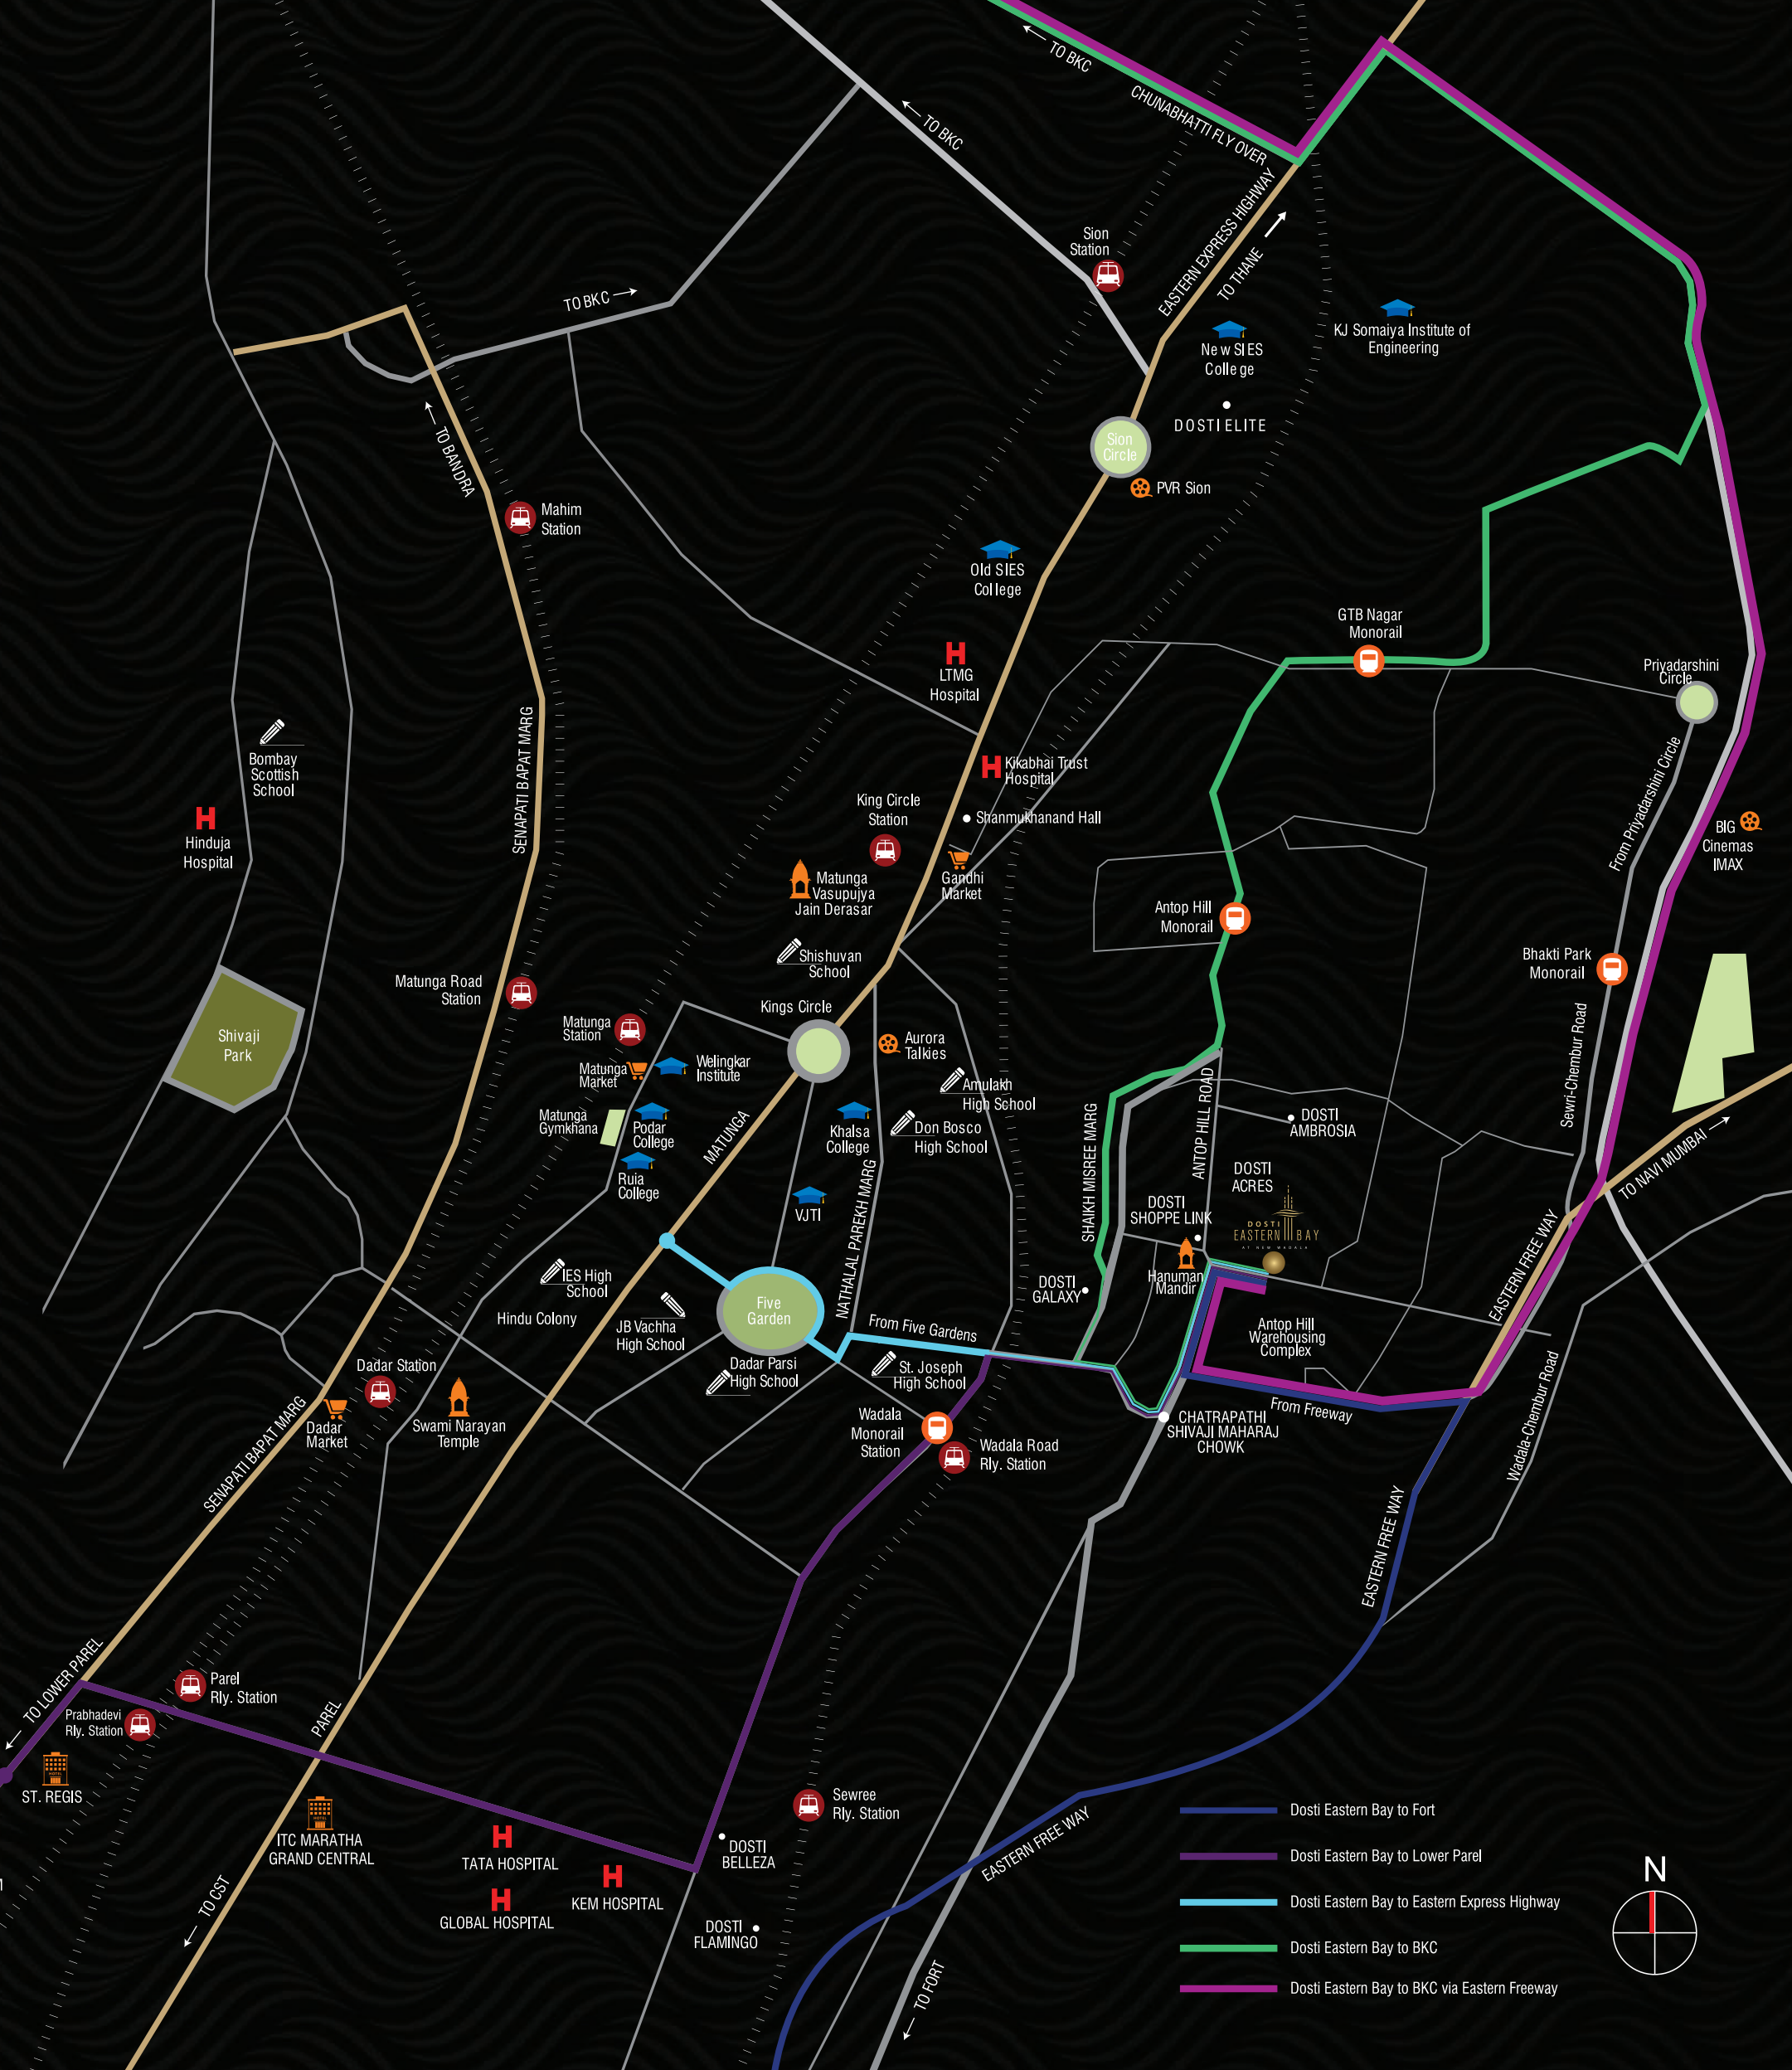 TO BKC
CHUNABHATTI FLY OVER
TO BKC
EASTERN EXPRESS HIGHWAY
TO THANE
Sion
Station
TO BKC
New SIES
College
KJ Somaiya Institute of
Engineering
DOSTI ELITE
Sion
Circle
PVR Sion
TO BANDRA
Mahim
Station
Old SIES
College
GTB Nagar
Monorail
LTMG
Hospital
Priyadarshini
Circle
SENAPATI BAPAT MARG
Bombay
Scottish
School
Hinduja
Hospital
Kikabhai Trust
Hospital
King Circle
Station
Shanmukhanand Hall
From Priyadarshini Circle
BIG
Cinemas
IMAX
Matunga
Vasupujya
Jain Derasar
Gandhi
Market
Antop Hill
Monorail
Shishuvan
School
Bhakti Park
Monorail
Matunga Road
Station
Kings Circle
Shivaji
Park
Matunga
Station
Aurora
Talkies
Matunga
Market
Welingkar
Institute
Amulakh
High School
Sewri-Chembur Road
Matunga
Gymkhana
Podar
College
MATUNGA
Khalsa
College
Don Bosco
High School
SHAIKH MISREE MARG
ANTOP HILL ROAD
DOSTI
AMBROSIA
TO NAVI MUMBAI
Ruia
College
VJTI
NATHALAL PAREKH MARG
DOSTI
ACRES
DOSTI
SHOPPE LINK
DOSTI
EASTERN BAY
AT NEW WADALA
EASTERN FREE WAY
IES High
School
Hanuman
Mandir
DOSTI
GALAXY
Five
Garden
Hindu Colony
JB Vachha
High School
From Five Gardens
Antop Hill
Warehousing
Complex
Dadar Station
Dadar Parsi
High School
St. Joseph
High School
Wadala-Chembur Road
SENAPATI BAPAT MARG
Dadar
Market
Swami Narayan
Temple
Wadala
Monorail
Station
Wadala Road
Rly. Station
CHATRAPATHI
SHIVAJI MAHARAJ
CHOWK
From Freeway
EASTERN FREE WAY
TO LOWER PAREL
Parel
Rly. Station
Prabhadevi
Rly. Station
PAREL
ST. REGIS
ITC MARATHA
GRAND CENTRAL
TATA HOSPITAL
GLOBAL HOSPITAL
KEM HOSPITAL
Sewree
Rly. Station
DOSTI
BELLEZA
DOSTI
FLAMINGO
EASTERN FREE WAY
TO CST
TO FORT
Dosti Eastern Bay to Fort
Dosti Eastern Bay to Lower Parel
Dosti Eastern Bay to Eastern Express Highway
Dosti Eastern Bay to BKC
Dosti Eastern Bay to BKC via Eastern Freeway
N